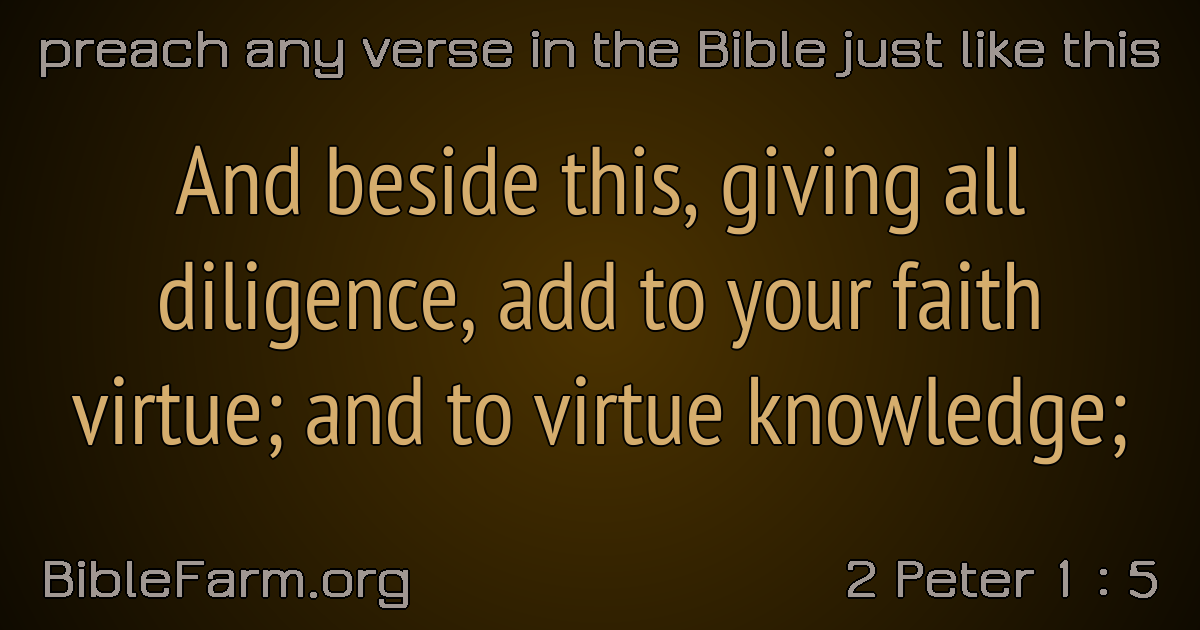 preach any verse in the Bible just like this
And beside this, giving all
diligence, add to your faith
virtue; and to virtue knowledge;
BibleFarm.org
2 Peter 1 : 5